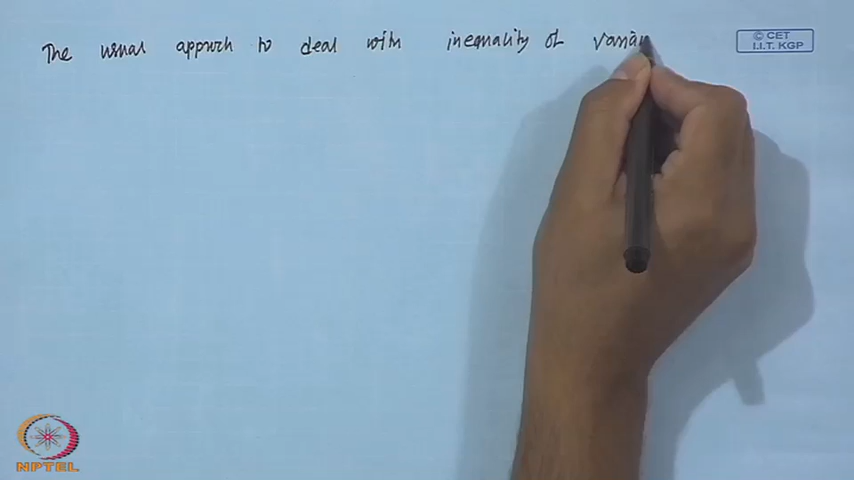 The usual approch to deal with inequality of varian
© CET
I.I.T. KGP
NPTEL